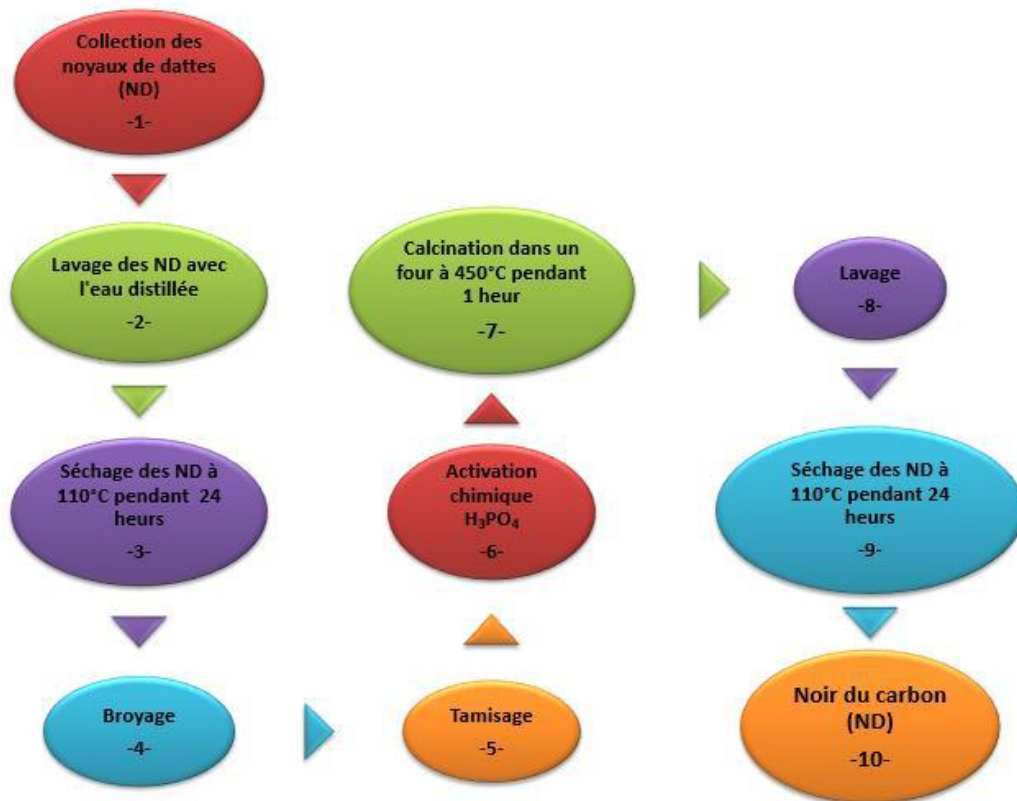 Collection des
noyaux de dattes
(ND)
-1-
Lavage des ND avec
l'eau distillée
-2-
Séchage des ND à
110°C pendant 24
heurs
-3-
Broyage
-4-
Tamisage
-5-
Activation
chimique
H₃PO₄
-6-
Calcination dans un
four à 450°C pendant
1 heur
-7-
Lavage
-8-
Séchage des ND à
110°C pendant 24
heurs
-9-
Noir du carbon
(ND)
-10-